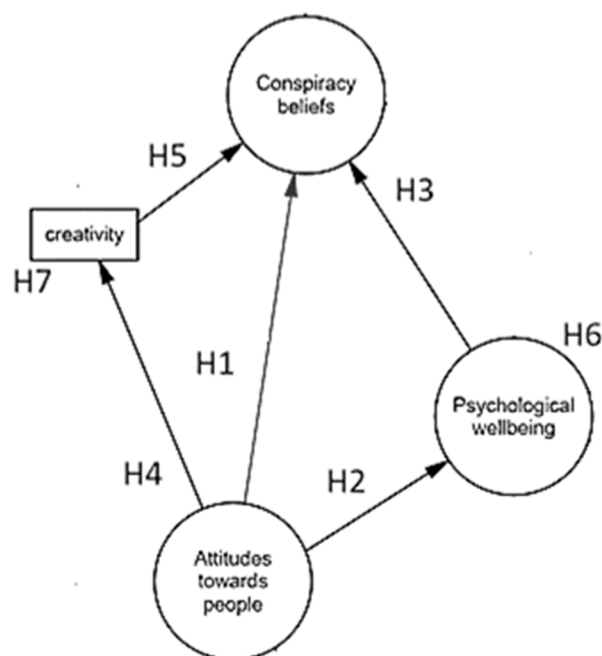 Conspiracy
beliefs
H5
H3
creativity
H7
H6
H1
Psychological
wellbeing
H4
H2
Attitudes
towards
people